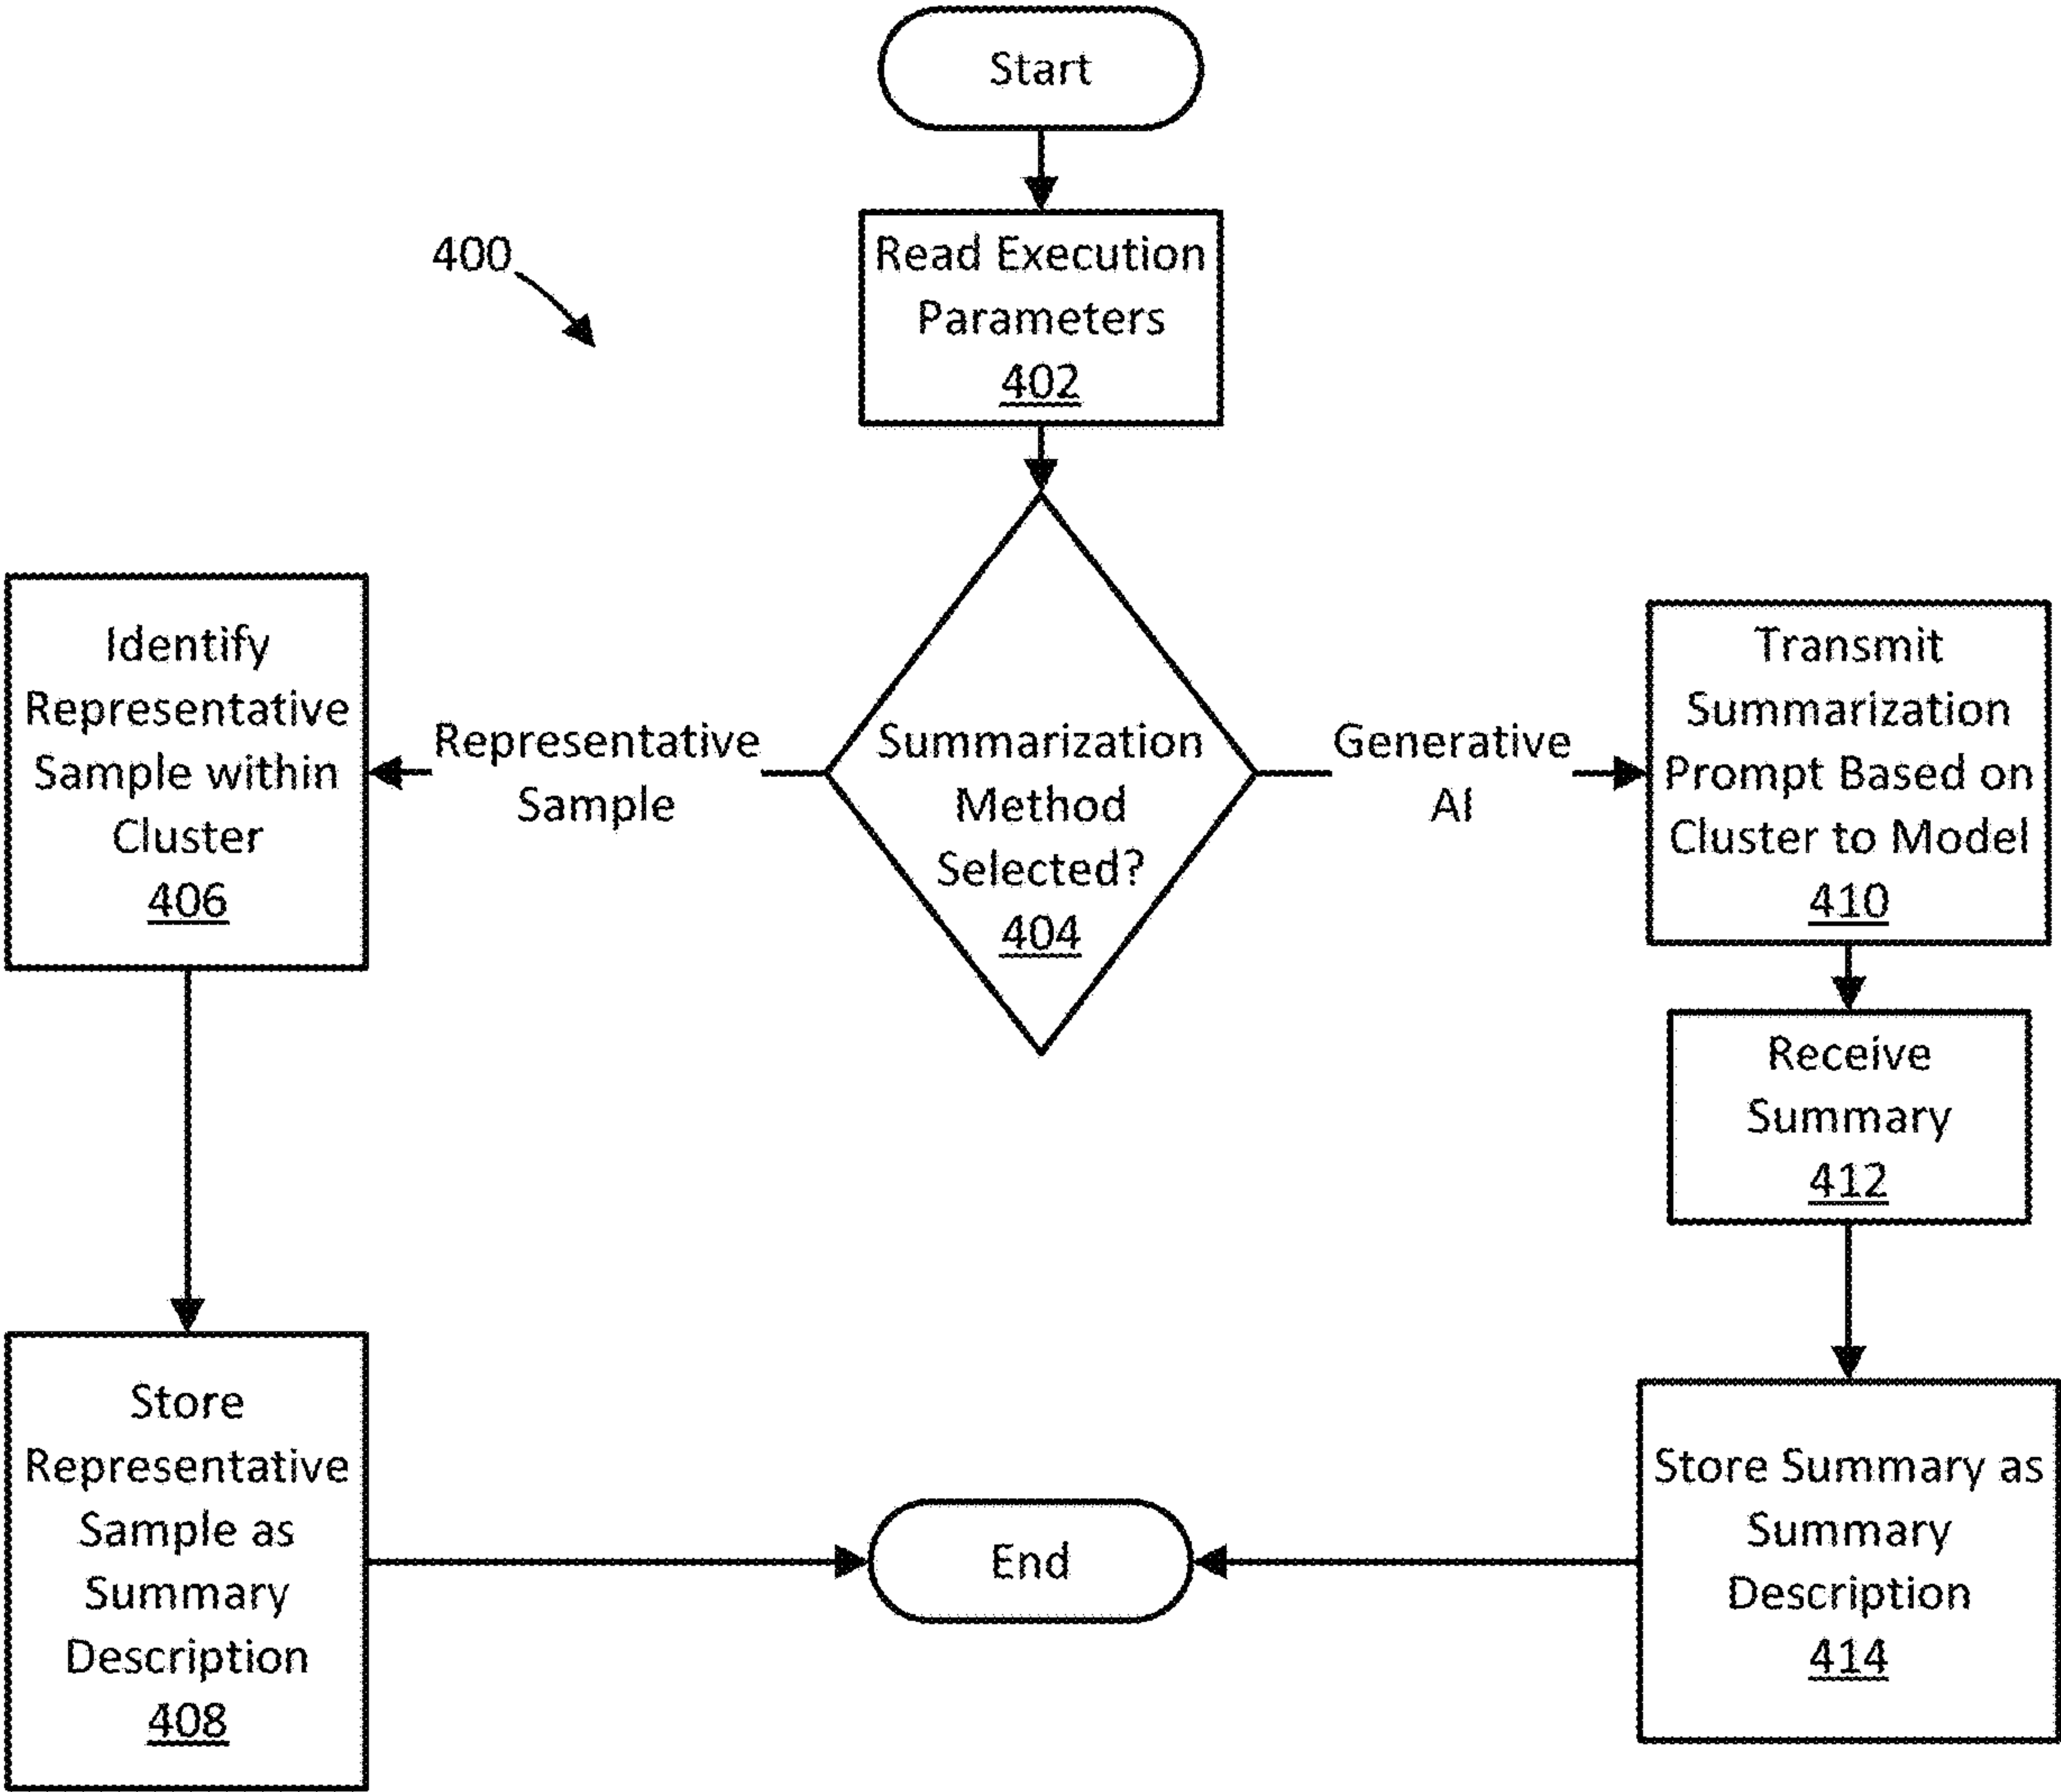 Start
400
Read Execution
Parameters
402
Identify
Representative
Sample within
Cluster
406
Representative
Sample
Summarization
Method
Selected?
404
Generative
AI
Transmit
Summarization
Prompt Based on
Cluster to Model
410
Receive
Summary
412
Store
Representative
Sample as
Summary
Description
408
End
Store Summary as
Summary
Description
414